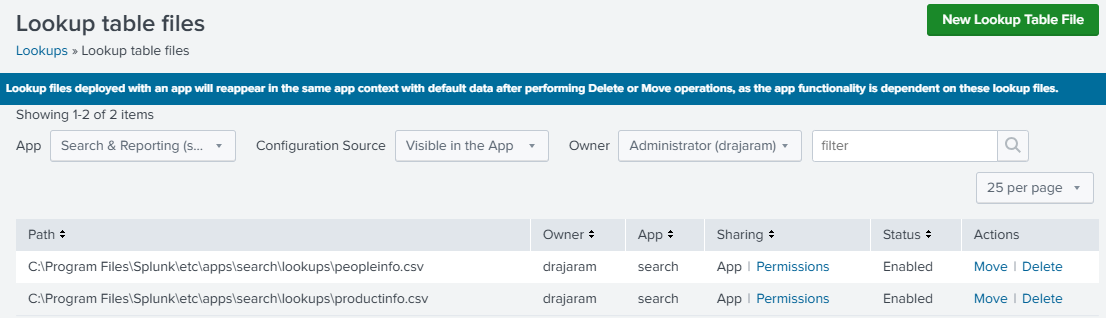 Lookup table files
New Lookup Table File
Lookups » Lookup table files
Lookup files deployed with an app will reappear in the same app context with default data after performing Delete or Move operations, as the app functionality is dependent on these lookup files.
Showing 1-2 of 2 items
App Search & Reporting (s... Configuration Source Visible in the App Owner Administrator (drajaram) filter
25 per page
Path Owner App Sharing Status Actions
C:\Program Files\Splunk\etc\apps\search\lookups\peopleinfo.csv drajaram search App | Permissions Enabled Move | Delete
C:\Program Files\Splunk\etc\apps\search\lookups\productinfo.csv drajaram search App | Permissions Enabled Move | Delete